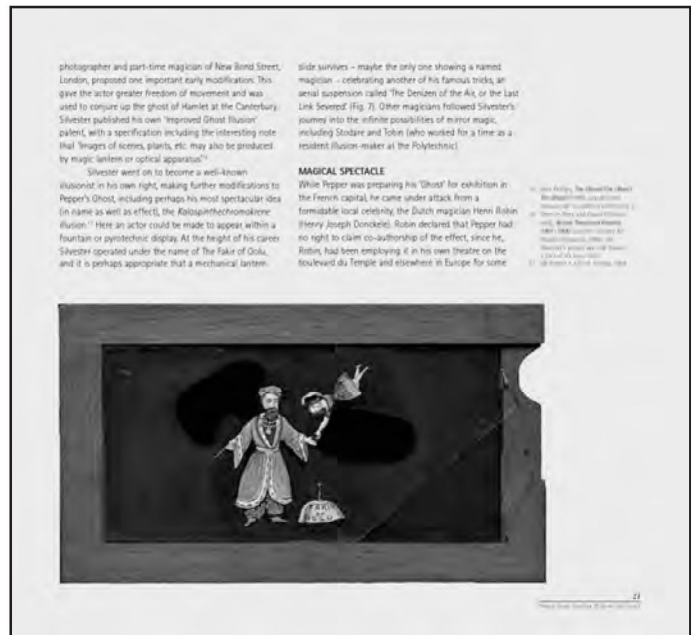 photographer and part-time magician of New Bond Street,
London, proposed one important early modification. This
gave the actor greater freedom of movement and was
used to conjure up the ghost of Hamlet at the Canterbury.
Silvester published his own 'Improved Ghost Illusion'
patent, with a specification including the interesting note
that 'Images of scenes, plants, etc. may also be produced
by magic lantern or optical apparatus'
Silvester went on to become a well-known
illusionist in his own right, making further modifications to
Pepper's Ghost, including perhaps his most spectacular idea
(in name as well as effect), the Kalospinthechromokrene
illusion. Here an actor could be made to appear within a
fountain or pyrotechnic display. At the height of his career
Silvester operated under the name of The Fakir of Oolu,
and it is perhaps appropriate that a mechanical lantern
slide survives – maybe the only one showing a named
magician – celebrating another of his famous tricks, an
aerial suspension called 'The Denizen of the Air, or the Last
Link Severed' (Fig. 7). Other magicians followed Silvester's
journey into the infinite possibilities of mirror magic,
including Stodare and Tobin (who worked for a time as a
resident illusion-maker at the Polytechnic).
MAGICAL SPECTACLE
While Pepper was preparing his 'Ghost' for exhibition in
the French capital, he came under attack from a
formidable local celebrity, the Dutch magician Henri Robin
(Henry Joseph Donckele). Robin declared that Pepper had
no right to claim co-authorship of the effect, since he,
Robin, had been employing it in his own theatre on the
boulevard du Temple and elsewhere in Europe for some
FAKIR
OF
OOLU